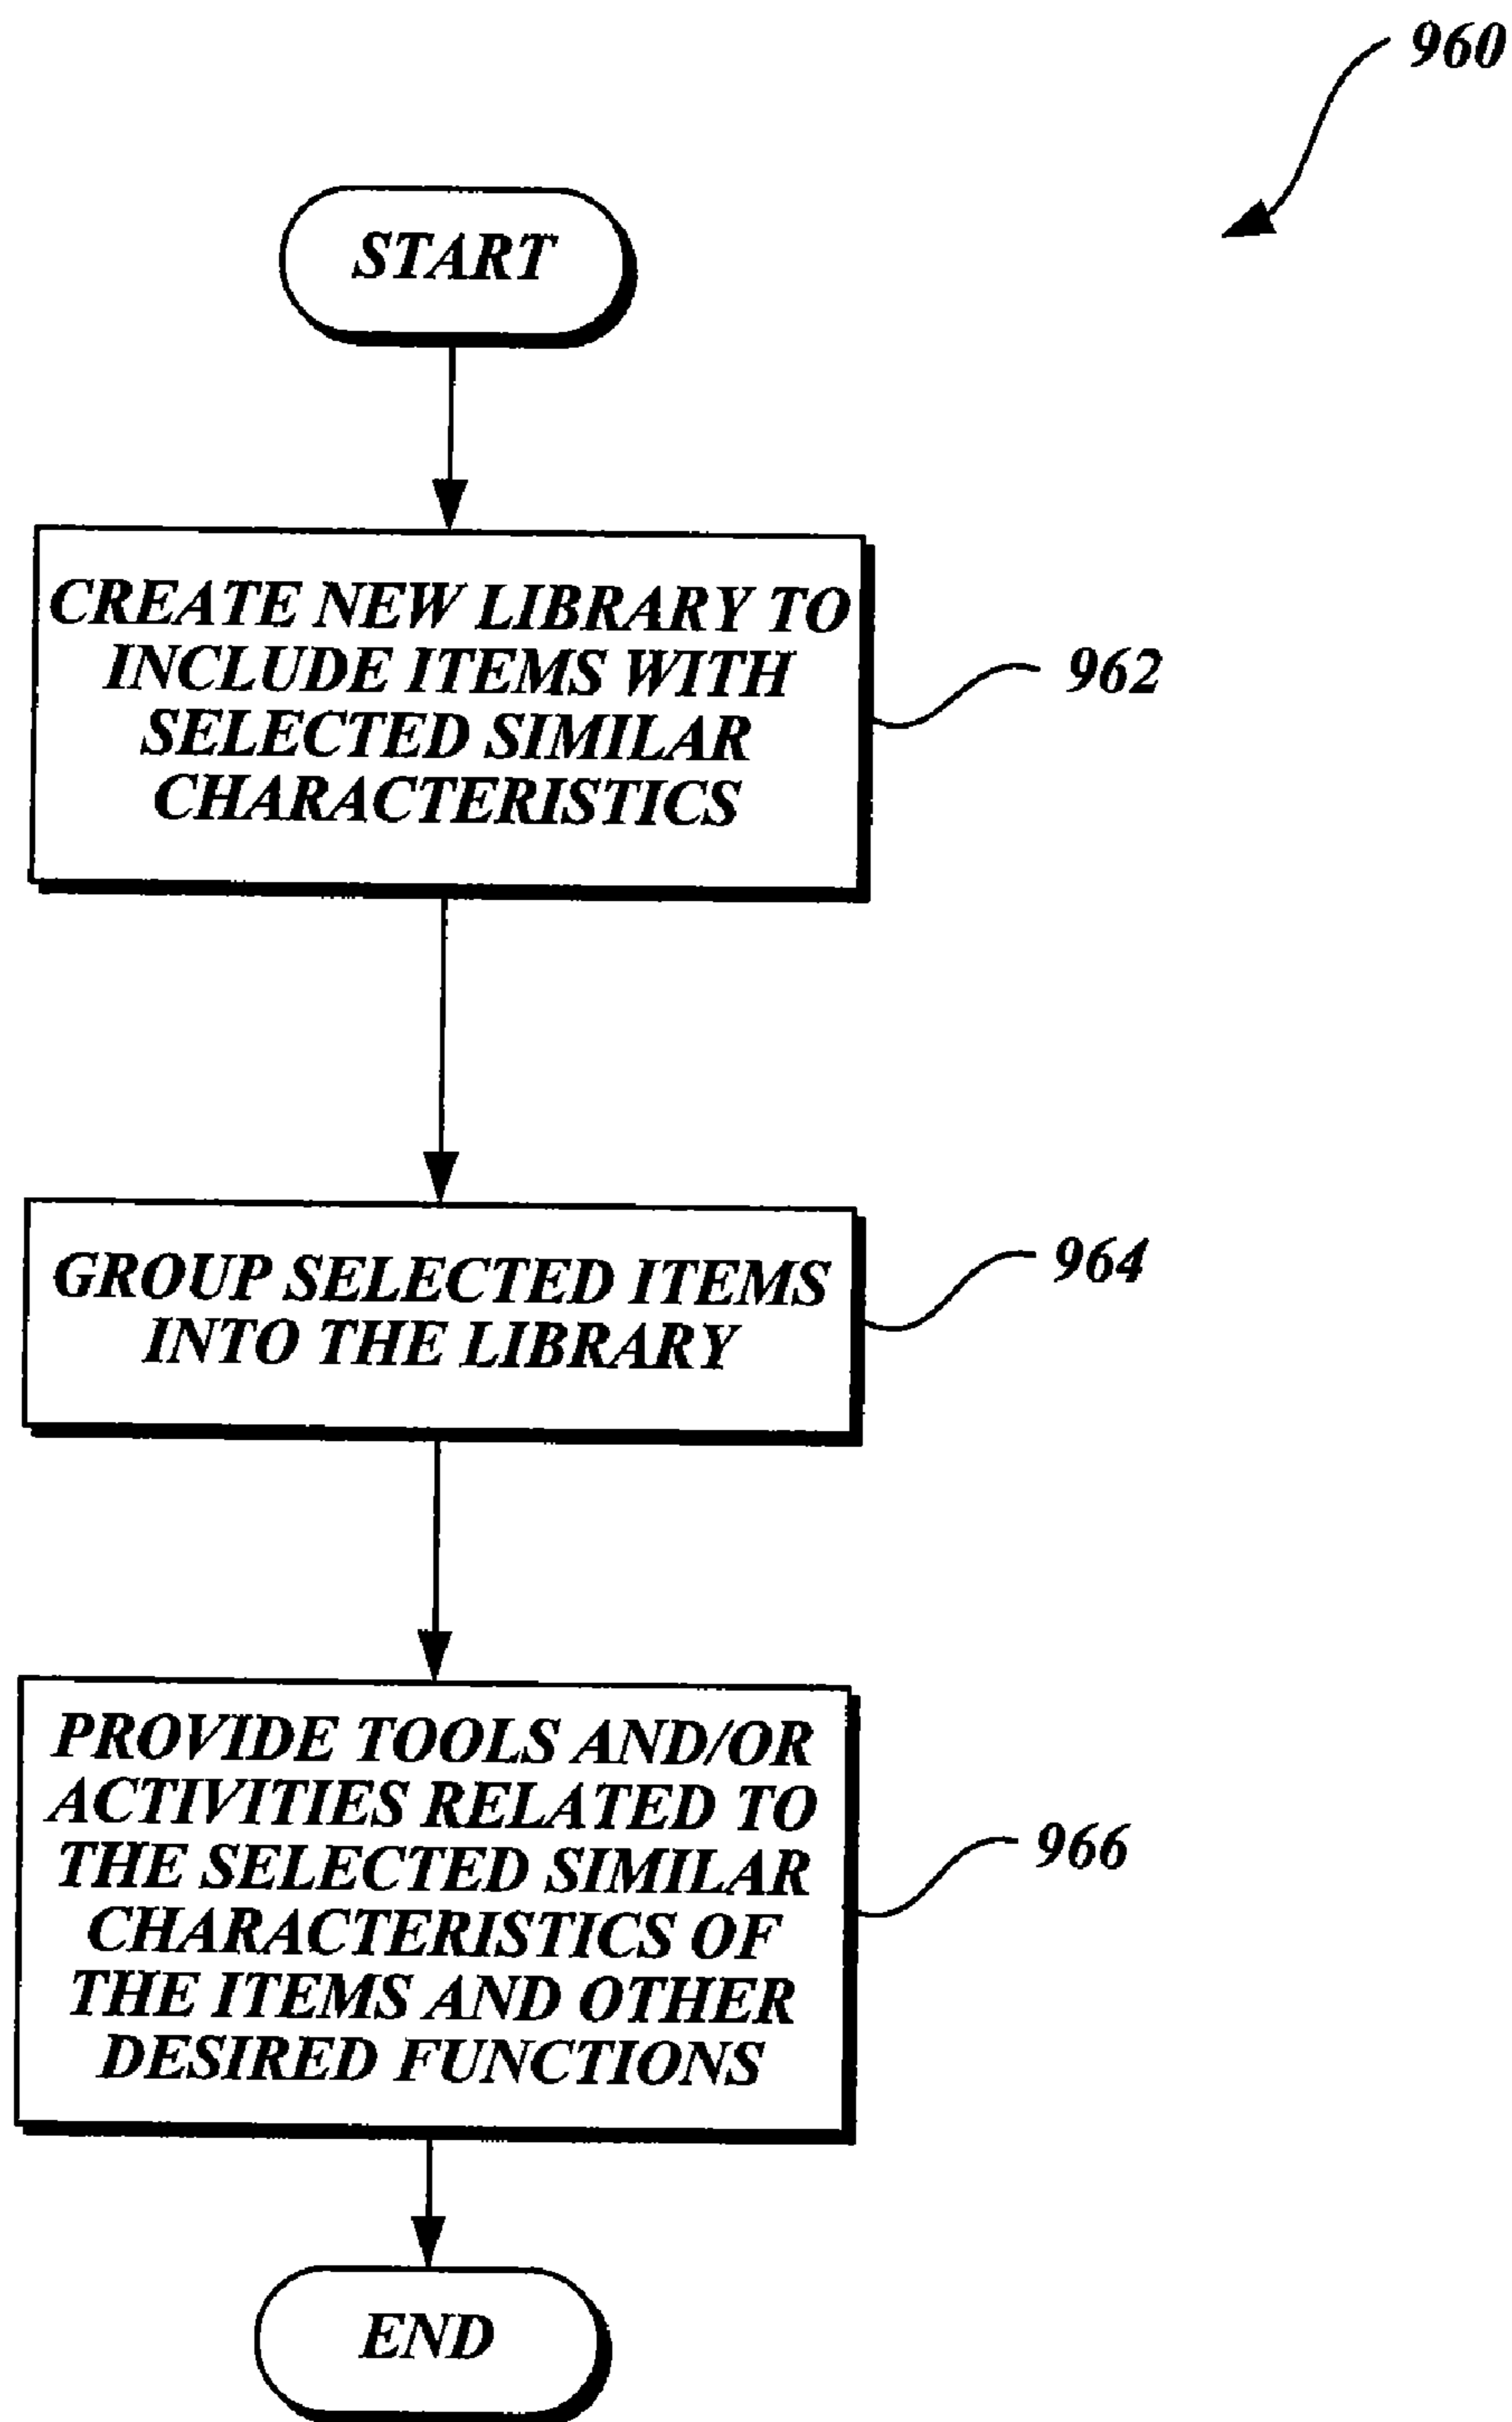 960
START
CREATE NEW LIBRARY TO
INCLUDE ITEMS WITH
SELECTED SIMILAR
CHARACTERISTICS
962
GROUP SELECTED ITEMS
INTO THE LIBRARY
964
PROVIDE TOOLS AND/OR
ACTIVITIES RELATED TO
THE SELECTED SIMILAR
CHARACTERISTICS OF
THE ITEMS AND OTHER
DESIRED FUNCTIONS
966
END